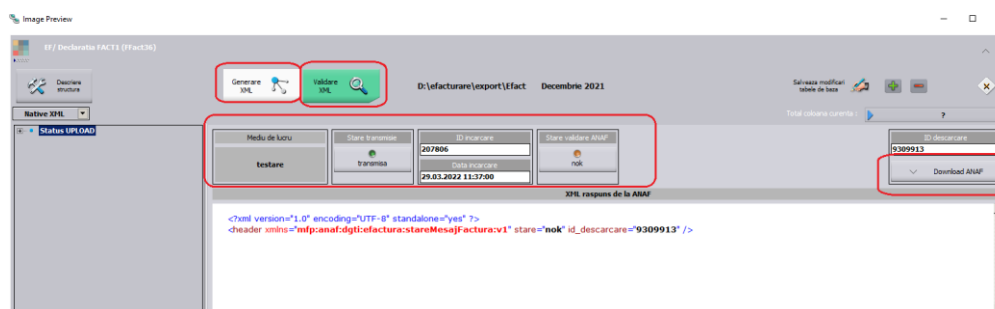 Image Preview
EF/ Declaratia FACT1 (FFact36)
Descriere structura
Generare XML
Validare XML
D:\efacturare\export\Efact Decembrie 2021
Salveaza modificari tabele de baza
Native XML
Total coloana curenta :
?
Status UPLOAD
Mediu de lucru
testare
Stare transmisie
transmisa
ID incarcare
207806
Data incarcare
29.03.2022 11:37:00
Stare validare ANAF
nok
ID descarcare
9309913
Download ANAF
XML raspuns de la ANAF
<?xml version="1.0" encoding="UTF-8" standalone="yes" ?>
<header xmlns="mfp:anaf:dgti:efactura:stareMesajFactura:v1" stare="nok" id_descarcare="9309913" />